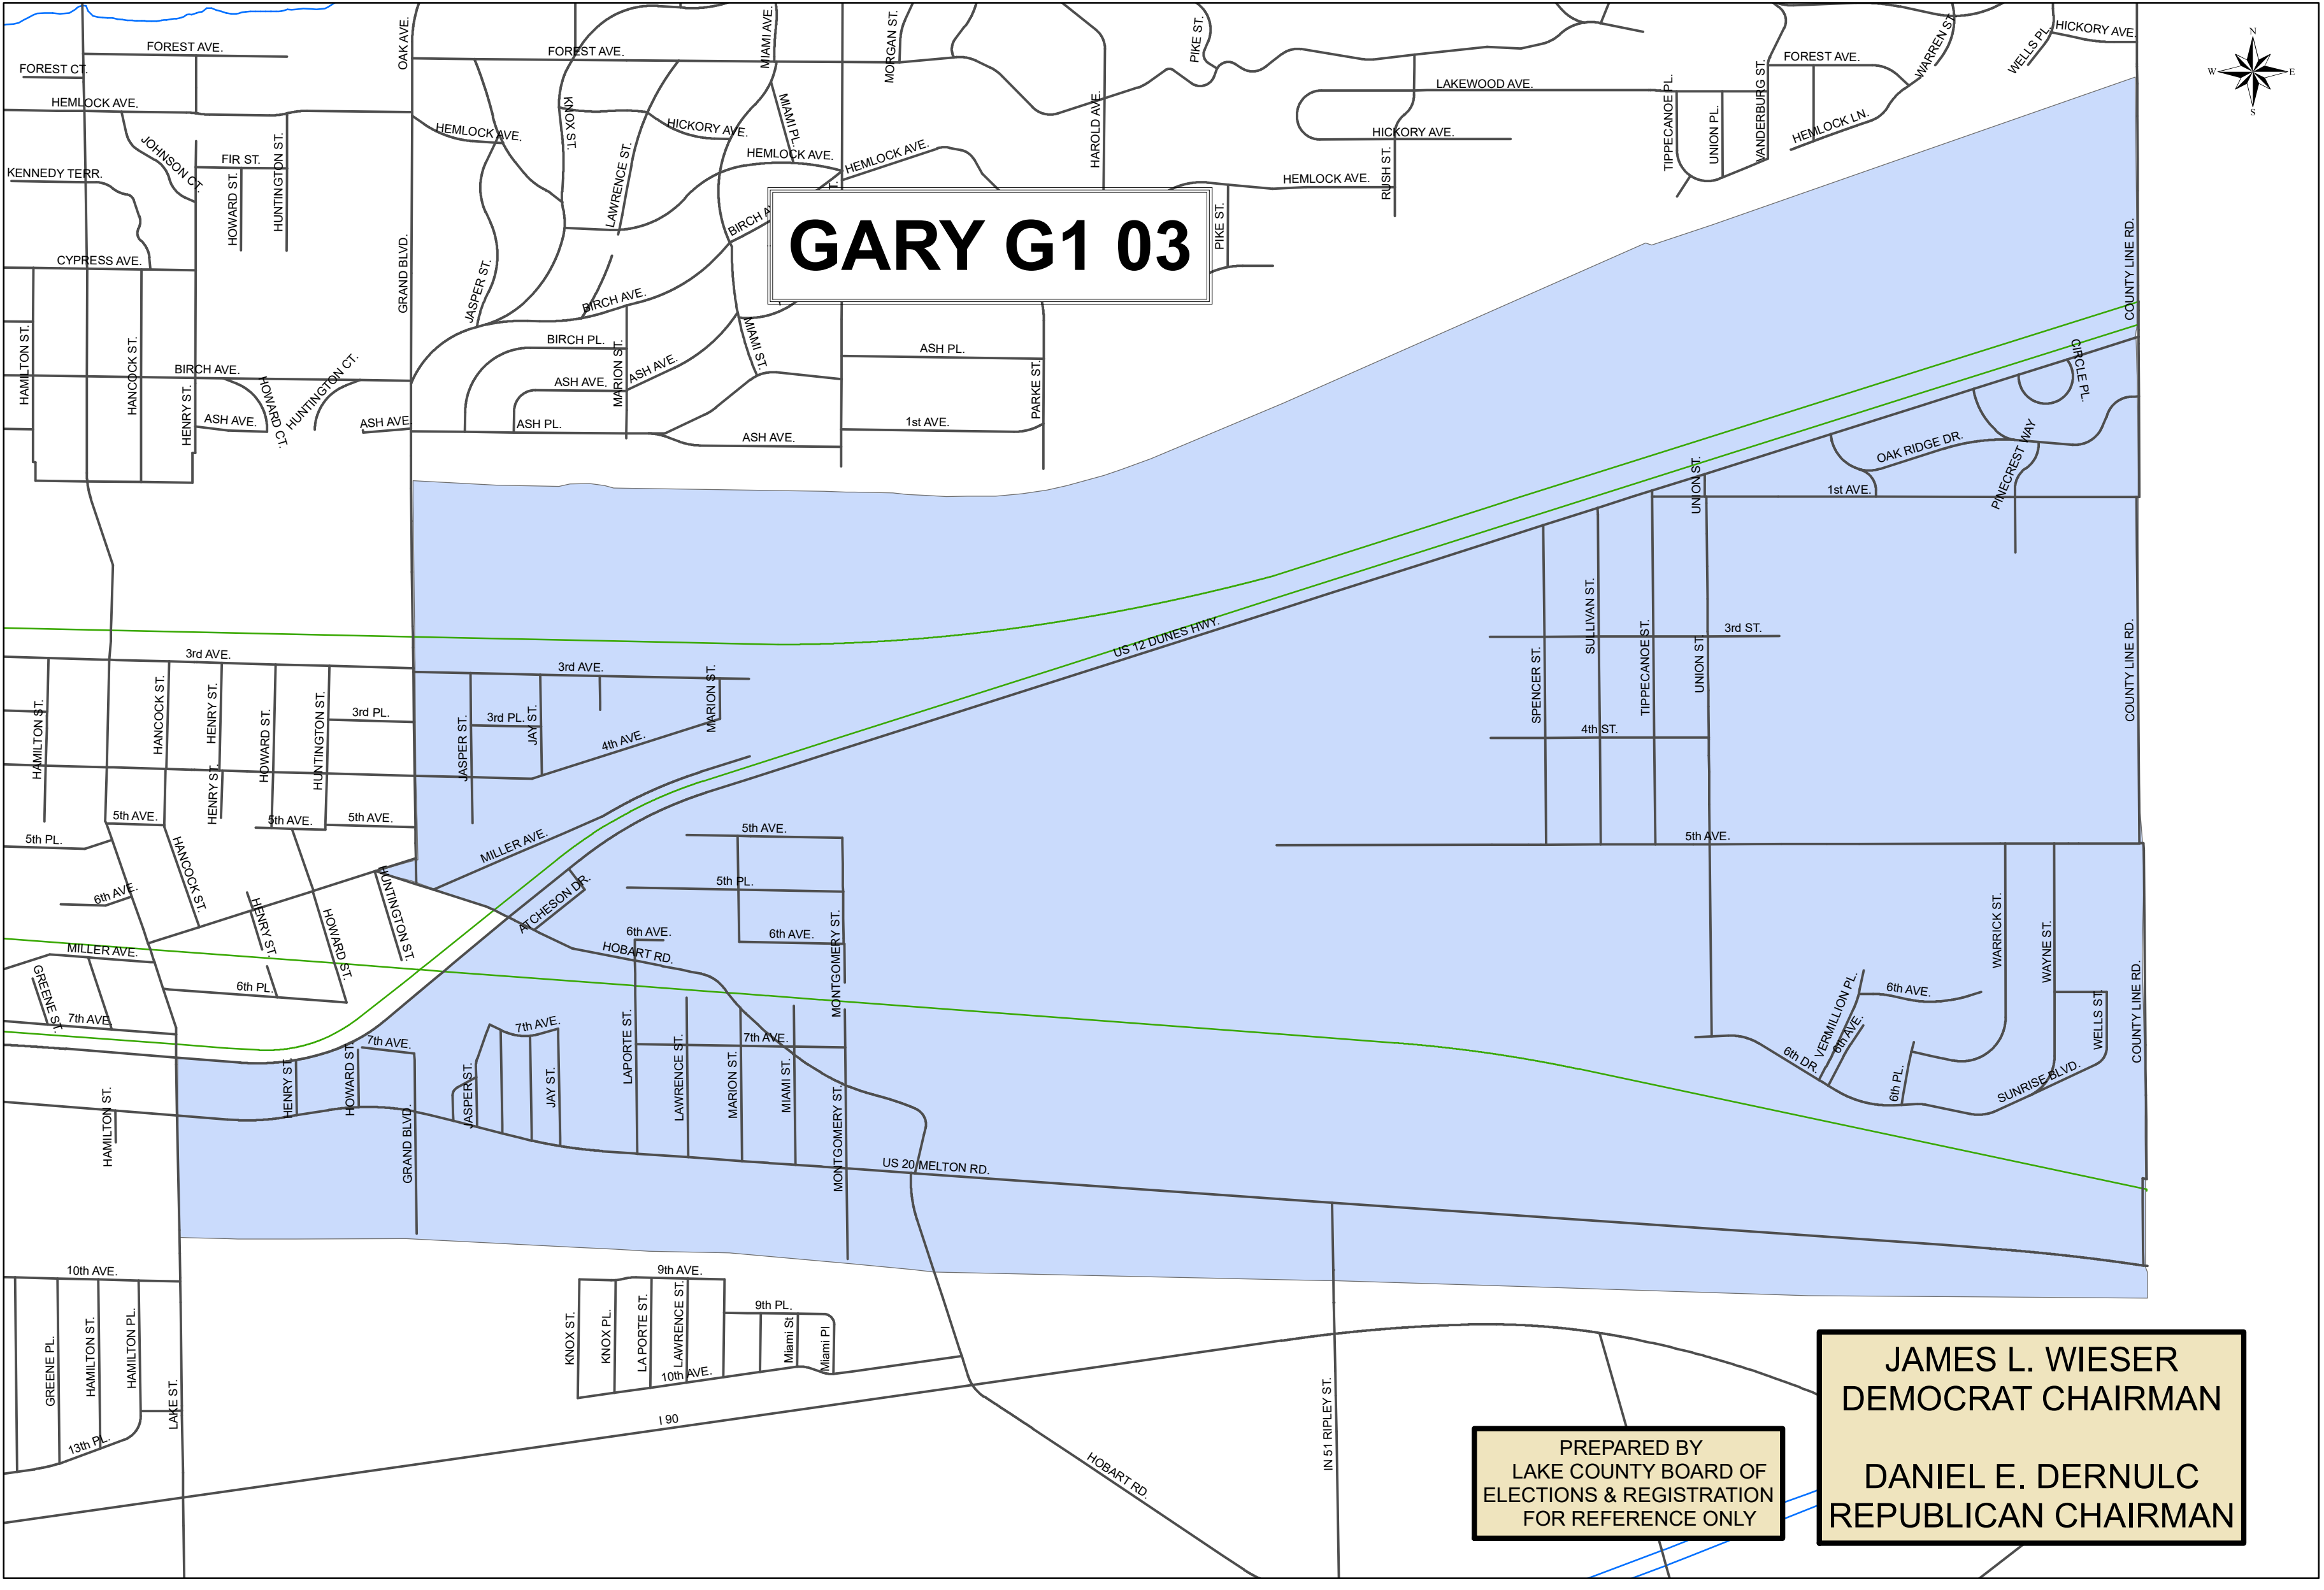 FOREST AVE.
OAK AVE.
FOREST AVE.
MIAMI AVE.
MORGAN ST.
PIKE ST.
WARREN ST.
WELLS PL.
HICKORY AVE.
N
W
E
S
FOREST CT.
HEMLOCK AVE.
HEMLOCK AVE.
KNOX ST.
HICKORY AVE.
MIAMI PL.
HEMLOCK AVE.
HEMLOCK AVE.
HAROLD AVE.
LAKEWOOD AVE.
HICKORY AVE.
HEMLOCK AVE.
RUSH ST.
TIPPECANOE PL.
UNION PL.
VANDERBURG ST.
FOREST AVE.
HEMLOCK LN.
JOHNSON CT.
FIR ST.
HOWARD ST.
HUNTINGTON ST.
KENNEDY TERR.
LAWRENCE ST.
BIRCH A
T.
GARY G1 03
PIKE ST.
CYPRESS AVE.
GRAND BLVD.
JASPER ST.
BIRCH AVE.
COUNTY LINE RD.
HAMILTON ST.
HANCOCK ST.
BIRCH AVE.
HENRY ST.
HOWARD CT.
HUNTINGTON CT.
ASH AVE.
ASH AVE.
BIRCH PL.
ASH AVE.
MARION ST.
ASH AVE.
MIAMI ST.
ASH PL.
ASH AVE.
ASH PL.
1st AVE.
PARKE ST.
CIRCLE PL.
OAK RIDGE DR.
PINECREST WAY
1st AVE.
UNION ST.
3rd AVE.
3rd AVE.
US 12 DUNES HWY.
SPENCER ST.
SULLIVAN ST.
TIPPECANOE ST.
UNION ST.
3rd ST.
4th ST.
COUNTY LINE RD.
HAMILTON ST.
HANCOCK ST.
HENRY ST.
HOWARD ST.
HUNTINGTON ST.
3rd PL.
JASPER ST.
3rd PL.
JAY ST.
4th AVE.
MARION ST.
HENRY ST.
5th AVE.
5th AVE.
5th AVE.
5th PL.
HANCOCK ST.
MILLER AVE.
5th AVE.
5th AVE.
6th AVE.
HENRY ST.
HOWARD ST.
HUNTINGTON ST.
ATCHESON DR.
5th PL.
6th AVE.
6th AVE.
HOBART RD.
MONTGOMERY ST.
MILLER AVE.
GREENE ST.
6th PL.
7th AVE.
7th AVE.
7th AVE.
7th AVE.
HAMILTON ST.
HENRY ST.
HOWARD ST.
GRAND BLVD.
JASPER ST.
JAY ST.
LAPORTE ST.
LAWRENCE ST.
MARION ST.
MIAMI ST.
MONTGOMERY ST.
US 20 MELTON RD.
WARRICK ST.
WAYNE ST.
WELLS ST.
COUNTY LINE RD.
VERMILLION PL.
6th AVE.
6th AVE.
6th DR.
6th PL.
SUNRISE BLVD.
10th AVE.
GREENE PL.
HAMILTON ST.
HAMILTON PL.
LAKE ST.
13th PL.
9th AVE.
KNOX ST.
KNOX PL.
LA PORTE ST.
LAWRENCE ST.
9th PL.
Miami St
Miami Pl
10th AVE.
I 90
HOBART RD.
IN 51 RIPLEY ST.
PREPARED BY
LAKE COUNTY BOARD OF
ELECTIONS & REGISTRATION
FOR REFERENCE ONLY
JAMES L. WIESER
DEMOCRAT CHAIRMAN
DANIEL E. DERNULC
REPUBLICAN CHAIRMAN